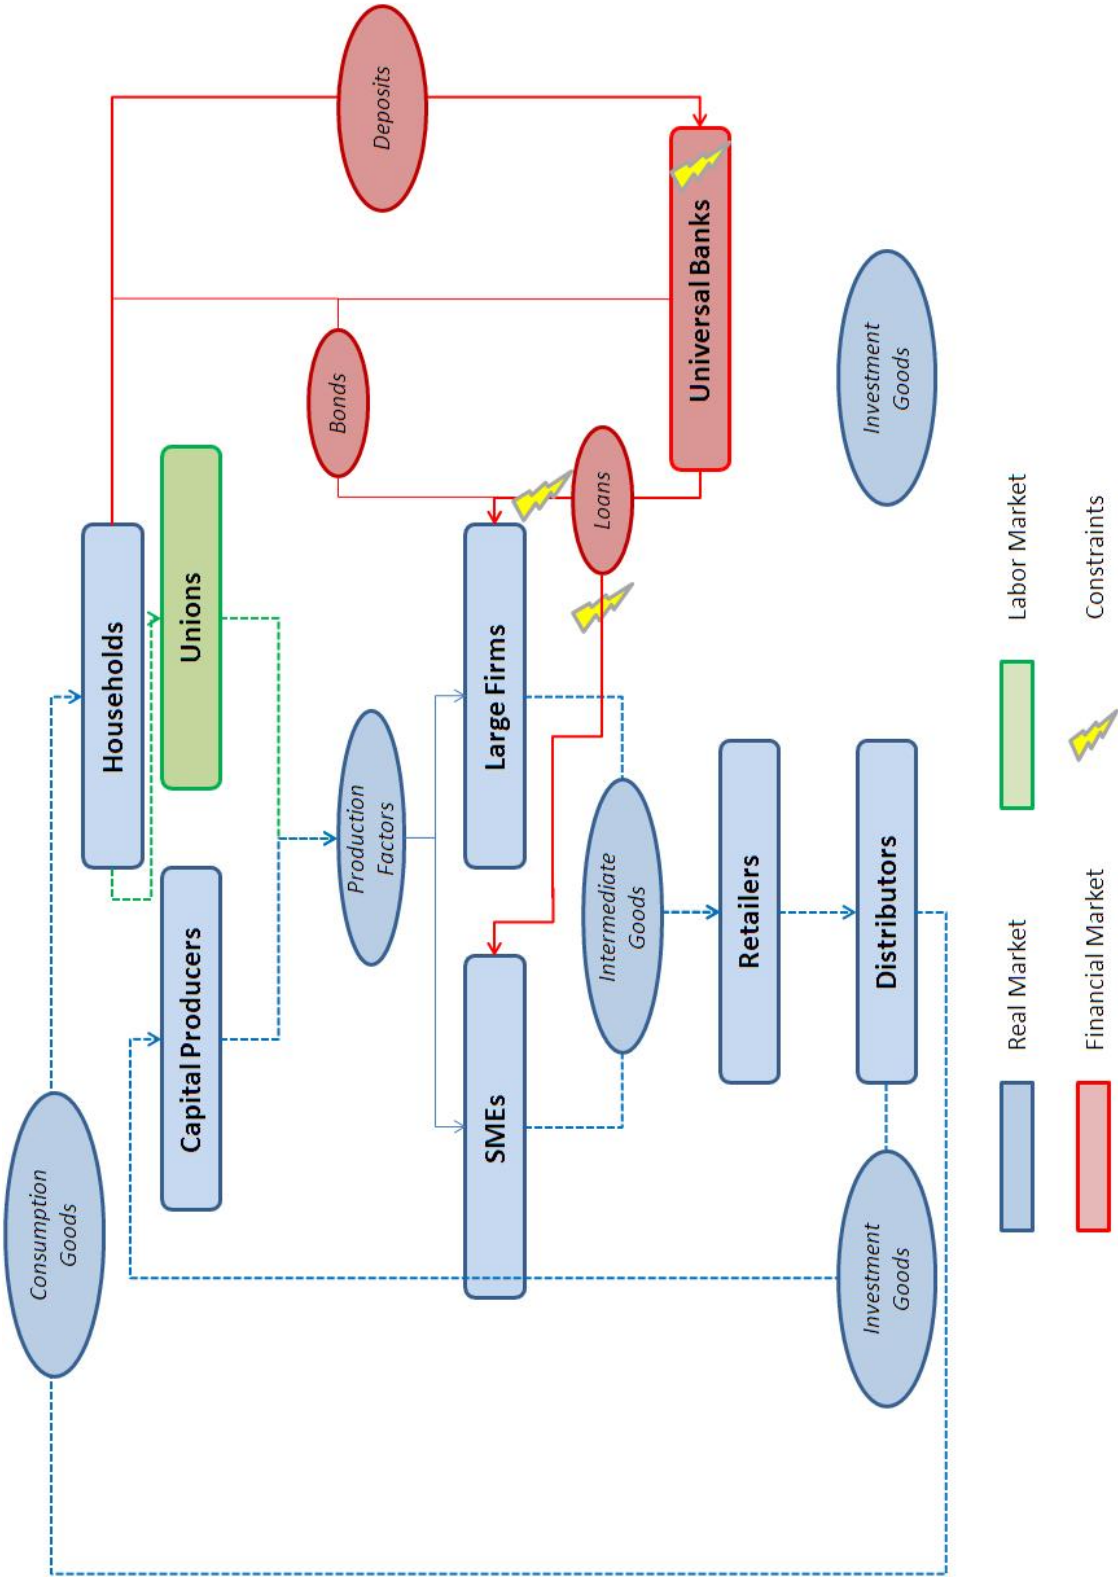 Consumption
Goods
Households
Capital Producers
Unions
Deposits
Bonds
Production
Factors
SMEs
Large Firms
Loans
Intermediate
Goods
Universal Banks
Retailers
Distributors
Investment
Goods
Investment
Goods
Real Market
Labor Market
Financial Market
Constraints